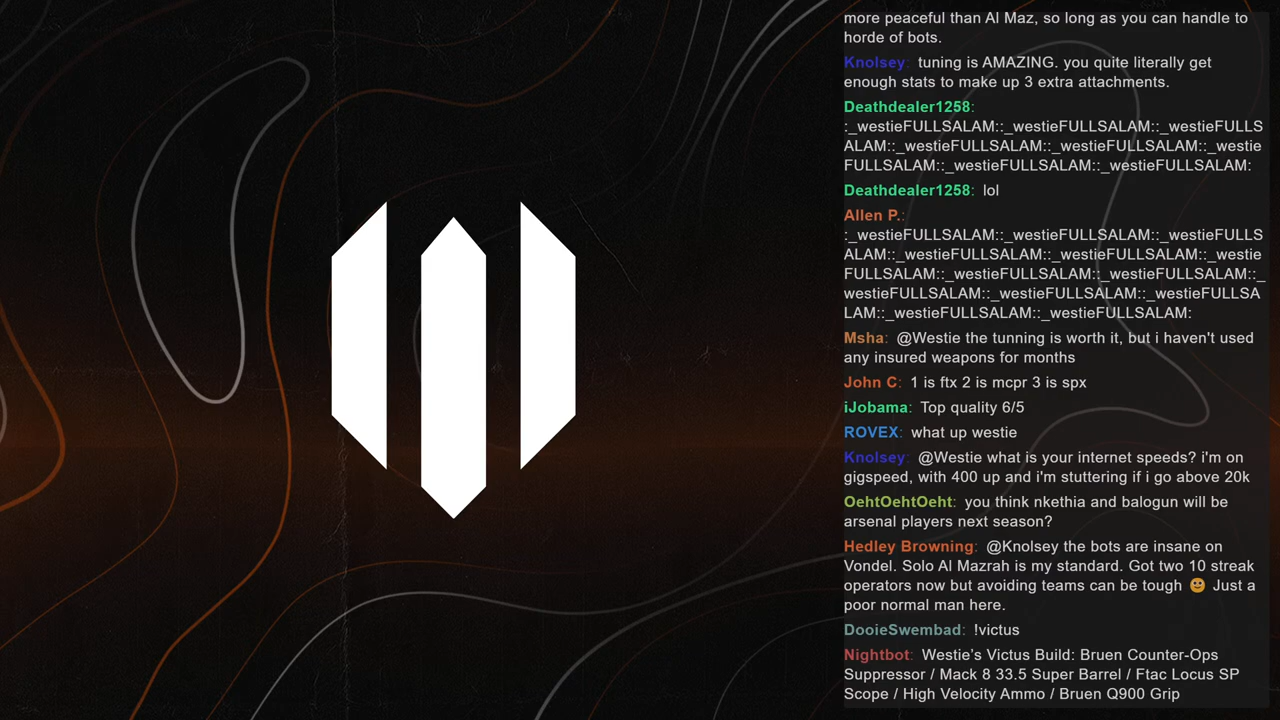 more peaceful than Al Maz, so long as you can handle to
horde of bots.
Knolsey: tuning is AMAZING. you quite literally get
enough stats to make up 3 extra attachments.
Deathdealer1258:
:_westieFULLSALAM::_westieFULLSALAM::_westieFULLS
ALAM::_westieFULLSALAM::_westieFULLSALAM::_westie
FULLSALAM::_westieFULLSALAM::_westieFULLSALAM:
Deathdealer1258: lol
Allen P.:
:_westieFULLSALAM::_westieFULLSALAM::_westieFULLS
ALAM::_westieFULLSALAM::_westieFULLSALAM::_westie
FULLSALAM::_westieFULLSALAM::_westieFULLSALAM::_
westieFULLSALAM::_westieFULLSALAM::_westieFULLSA
LAM::_westieFULLSALAM::_westieFULLSALAM:
Msha: @Westie the tunning is worth it, but i haven't used
any insured weapons for months
John C: 1 is ftx 2 is mcpr 3 is spx
iJobama: Top quality 6/5
ROVEX: what up westie
Knolsey: @Westie what is your internet speeds? i'm on
gigspeed, with 400 up and i'm stuttering if i go above 20k
OehtOehtOeht: you think nkethia and balogun will be
arsenal players next season?
Hedley Browning: @Knolsey the bots are insane on
Vondel. Solo Al Mazrah is my standard. Got two 10 streak
operators now but avoiding teams can be tough 🙂 Just a
poor normal man here.
DooieSwembad: !victus
Nightbot: Westie's Victus Build: Bruen Counter-Ops
Suppressor / Mack 8 33.5 Super Barrel / Ftac Locus SP
Scope / High Velocity Ammo / Bruen Q900 Grip